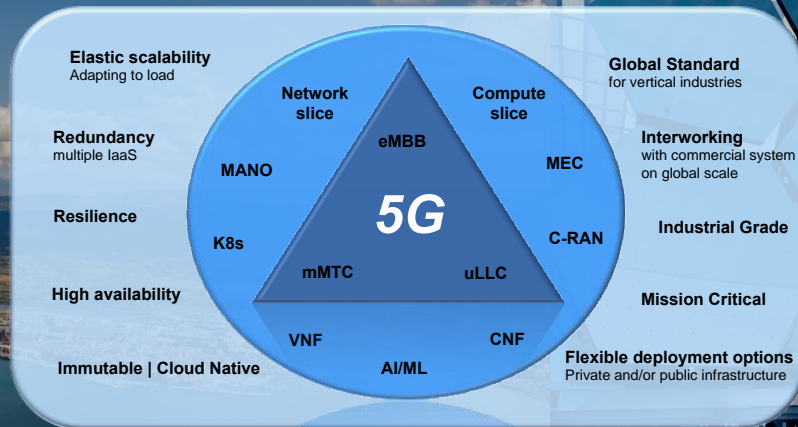 Elastic scalability
Adapting to load
Redundancy
multiple IaaS
Resilience
High availability
Immutable | Cloud Native
Network
slice
Compute
slice
eMBB
MANO
MEC
5G
K8s
C-RAN
mMTC
uLLC
VNF
CNF
AI/ML
Global Standard
for vertical industries
Interworking
with commercial system
on global scale
Industrial Grade
Mission Critical
Flexible deployment options
Private and/or public infrastructure